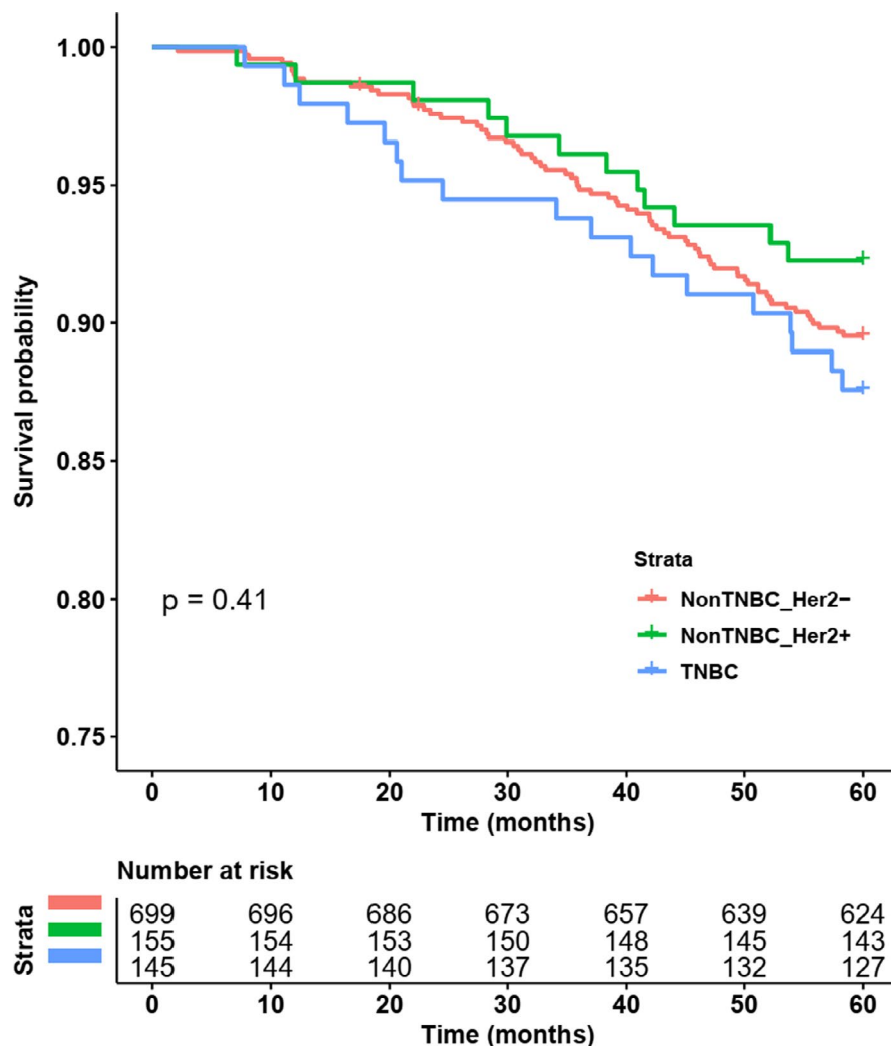 Survival probability
1.00
0.95
0.90
0.85
0.80
0.75
p = 0.41
Strata
NonTNBC_Her2−
NonTNBC_Her2+
TNBC
0 10 20 30 40 50 60
Time (months)
Number at risk
Strata
699 696 686 673 657 639 624
155 154 153 150 148 145 143
145 144 140 137 135 132 127
0 10 20 30 40 50 60
Time (months)